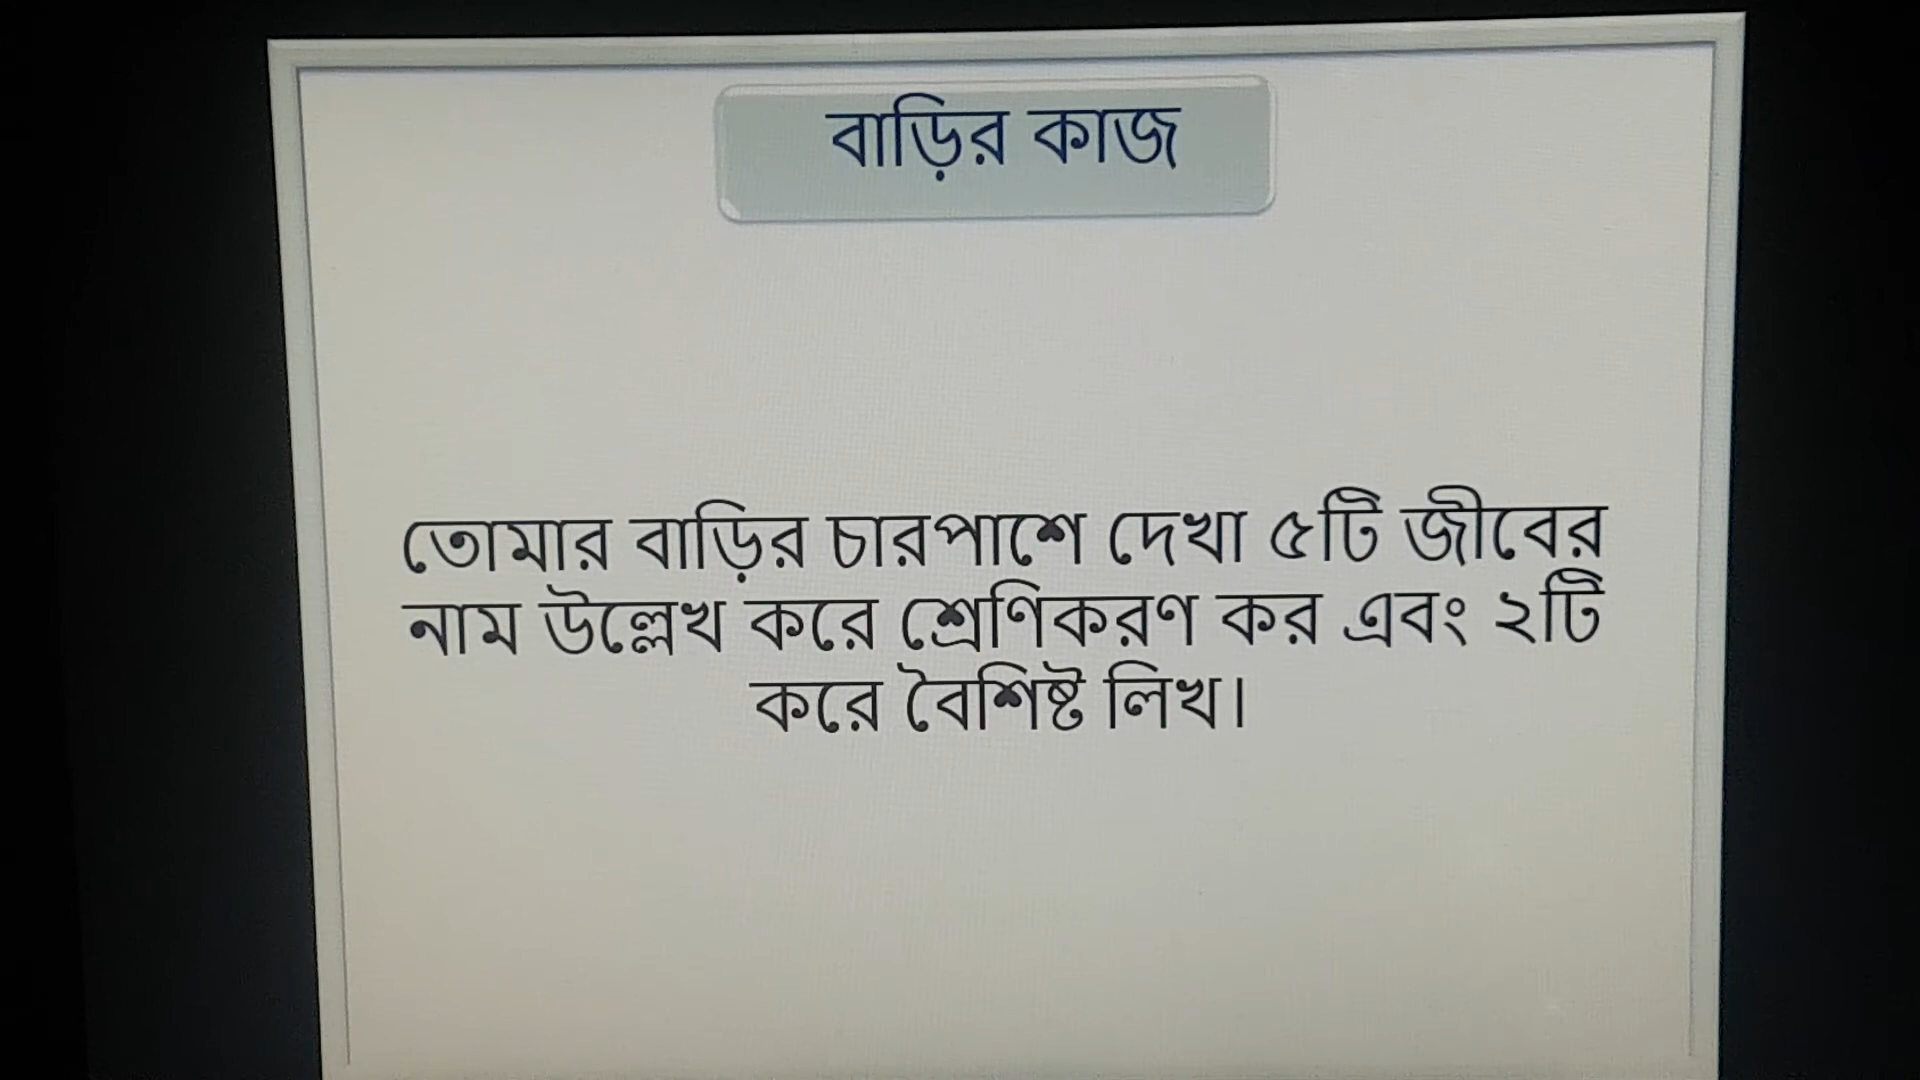 বাড়ির কাজ
তোমার বাড়ির চারপাশে দেখা ৫টি জীবের
নাম উল্লেখ করে শ্রেণিকরণ কর এবং ২টি
করে বৈশিষ্ট লিখ।